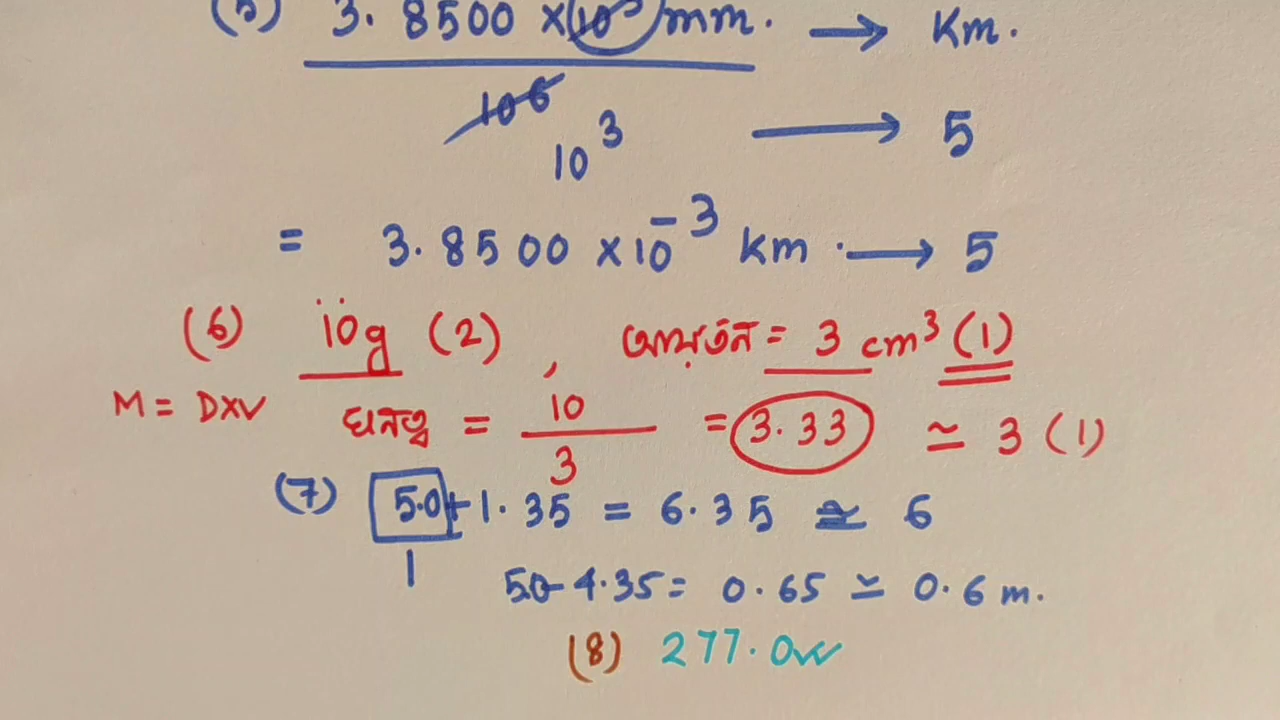 (5) 3.8500 ×10³ mm. → Km.
10⁶
10³ → 5
= 3.8500 ×10⁻³ Km. → 5
(6) 10g (2), আয়তন = 3 cm³ (1)
M = D×V ঘনত্ব = 10/3 = 3.33 ≃ 3 (1)
(7) 5.0+1.35 = 6.35 ≃ 6
1
5.0-4.35= 0.65 ≃ 0.6 m.
(8) 277.0